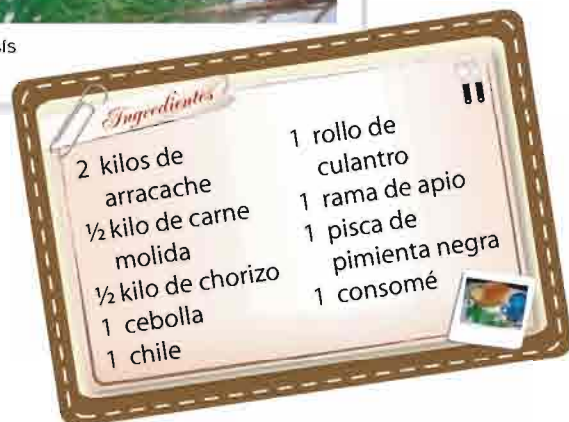 ís
Ingredientes
2 kilos de
arracache
½ kilo de carne
molida
½ kilo de chorizo
1 cebolla
1 chile
1 rollo de
culantro
1 rama de apio
1 pisca de
pimienta negra
1 consomé